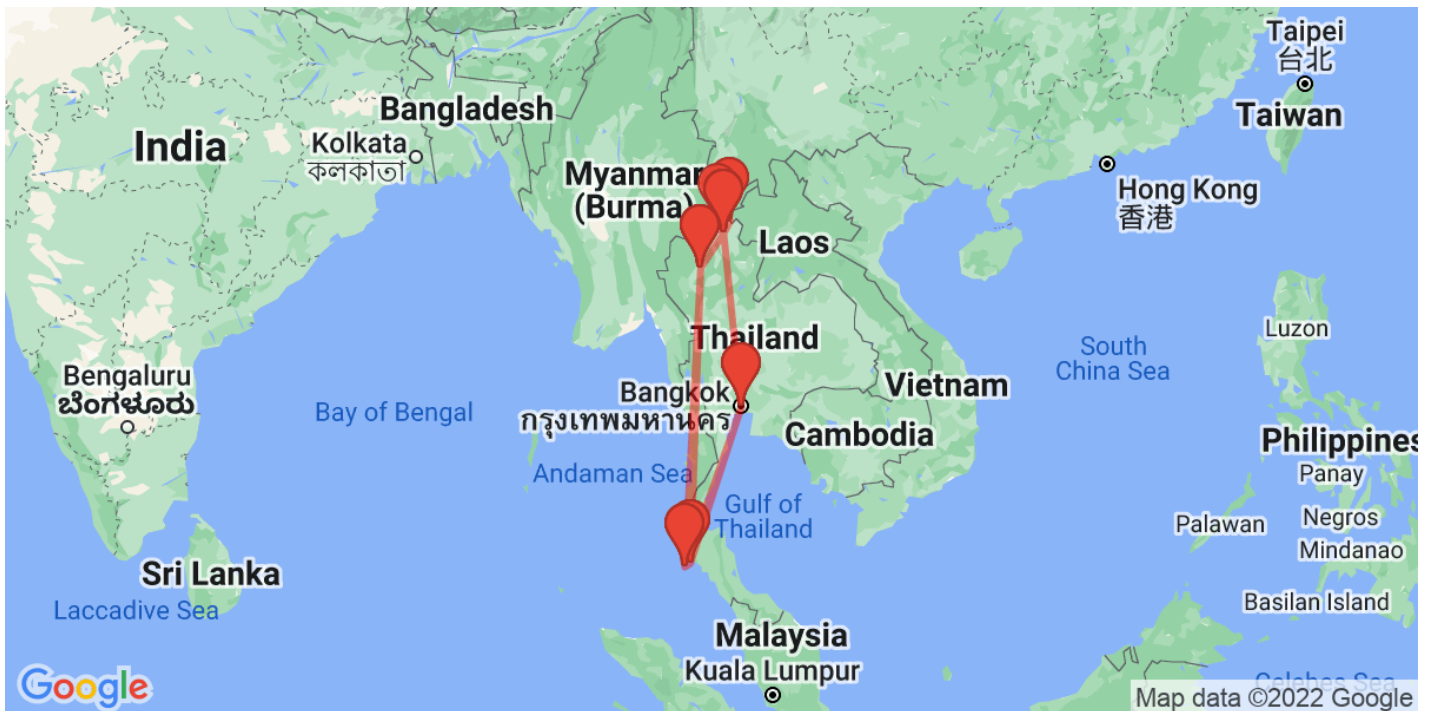 Taipei
台北
Taiwan
Bangladesh
India
Kolkata
কলকাতা
Myanmar
(Burma)
Hong Kong
香港
Laos
Thailand
Luzon
South
China Sea
Bengaluru
ಬೆಂಗಳೂರು
Bangkok
กรุงเทพมหานคร
Vietnam
Bay of Bengal
Cambodia
Philippines
Andaman Sea
Panay
Gulf of
Thailand
Palawan
Negros
Mindanao
Sri Lanka
Laccadive Sea
Basilan Island
Malaysia
Kuala Lumpur
Celebes Sea
Google
Map data ©2022 Google